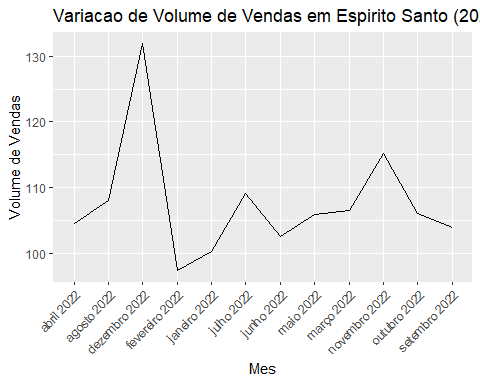 Variacao de Volume de Vendas em Espirito Santo (202
Volume de Vendas
130
120
110
100
abril 2022
agosto 2022
dezembro 2022
fevereiro 2022
janeiro 2022
julho 2022
junho 2022
maio 2022
março 2022
novembro 2022
outubro 2022
setembro 2022
Mes